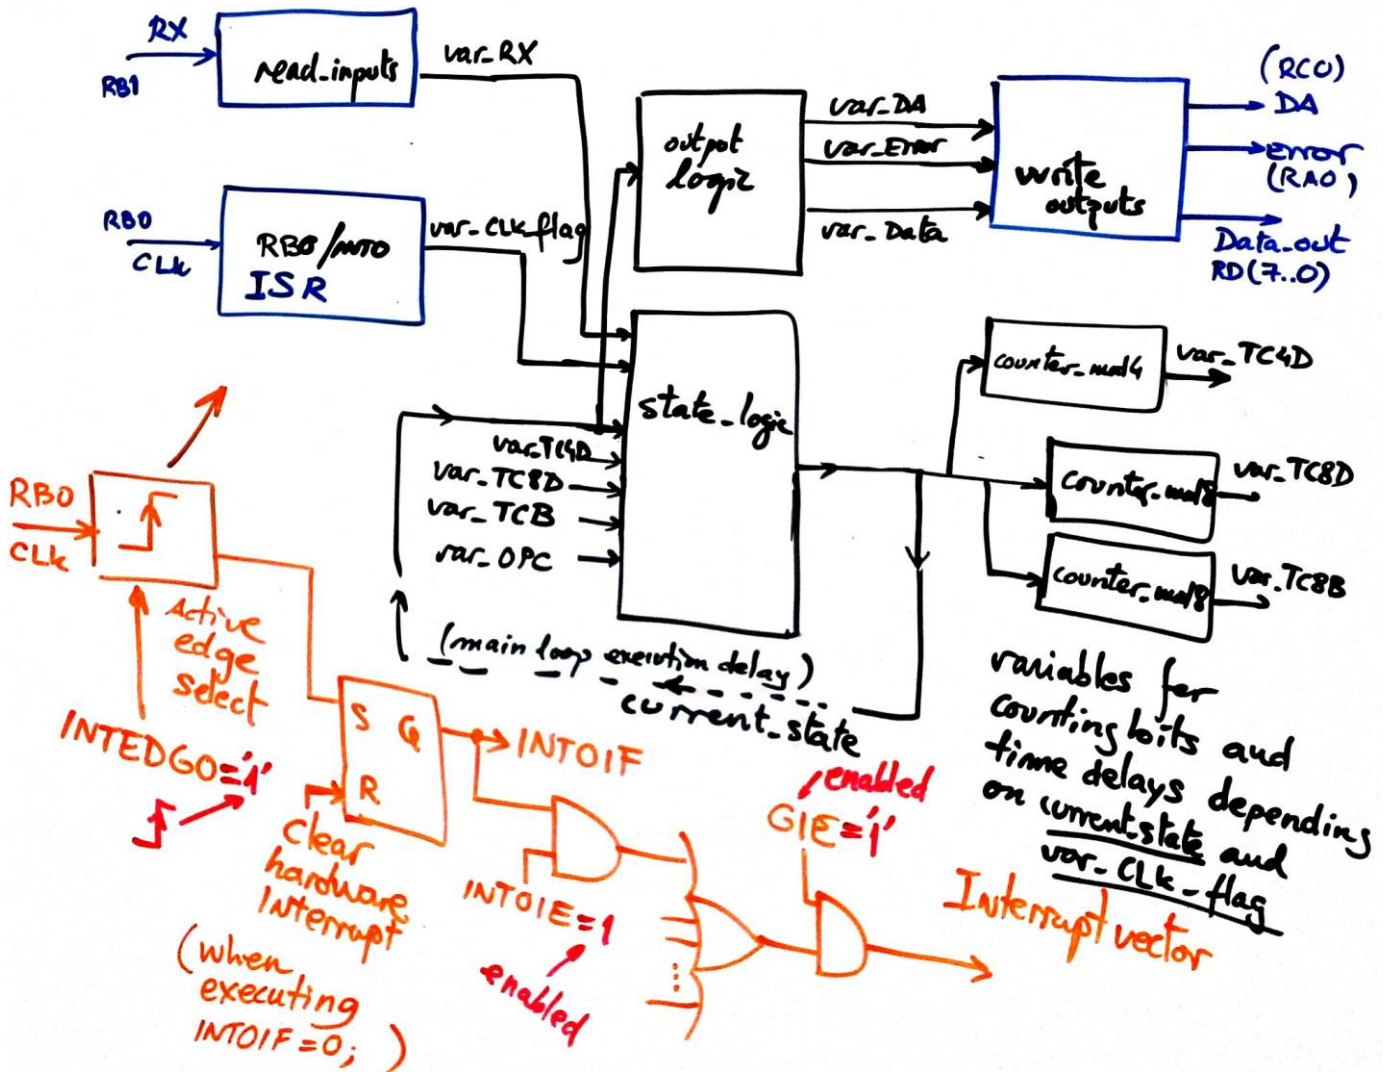 RX
RB1
read_inputs
var_RX
RB0
CLK
RB0/INT0
ISR
var_CLK_flag
output
logic
var_DA
var_Error
var_Data
write
outputs
(RC0)
DA
Error
(RA0)
Data_out
RD(7..0)
state_logic
var_TC4D
var_TC8D
var_TCB
var_OPC
counter_mod4
var_TC4D
counter_mod8
var_TC8D
counter_mod8
var_TC8B
(main loop execution delay)
current_state
variables for
counting bits and
time delays depending
on current_state and
var_CLK_flag
RB0
CLK
Active
edge
select
INTEDG0='1'
S Q
R
INT0IF
Clear
hardware
Interrupt
(when
executing
INT0IF=0; )
INT0IE=1
enabled
enabled
GIE='1'
Interrupt vector